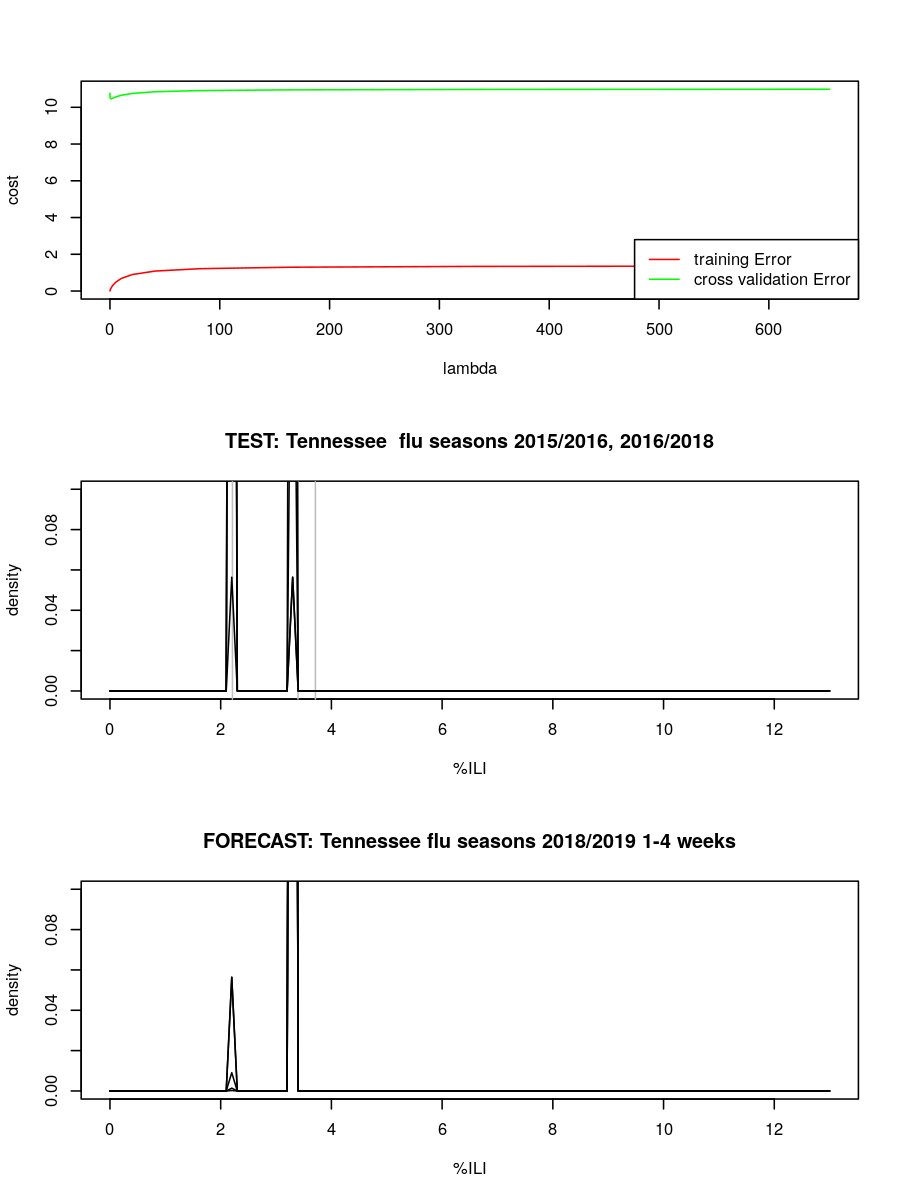 cost
10
8
6
4
2
0
training Error
cross validation Error
0 100 200 300 400 500 600
lambda
TEST: Tennessee  flu seasons 2015/2016, 2016/2018
density
0.08
0.04
0.00
0 2 4 6 8 10 12
%ILI
FORECAST: Tennessee flu seasons 2018/2019 1-4 weeks
density
0.08
0.04
0.00
0 2 4 6 8 10 12
%ILI